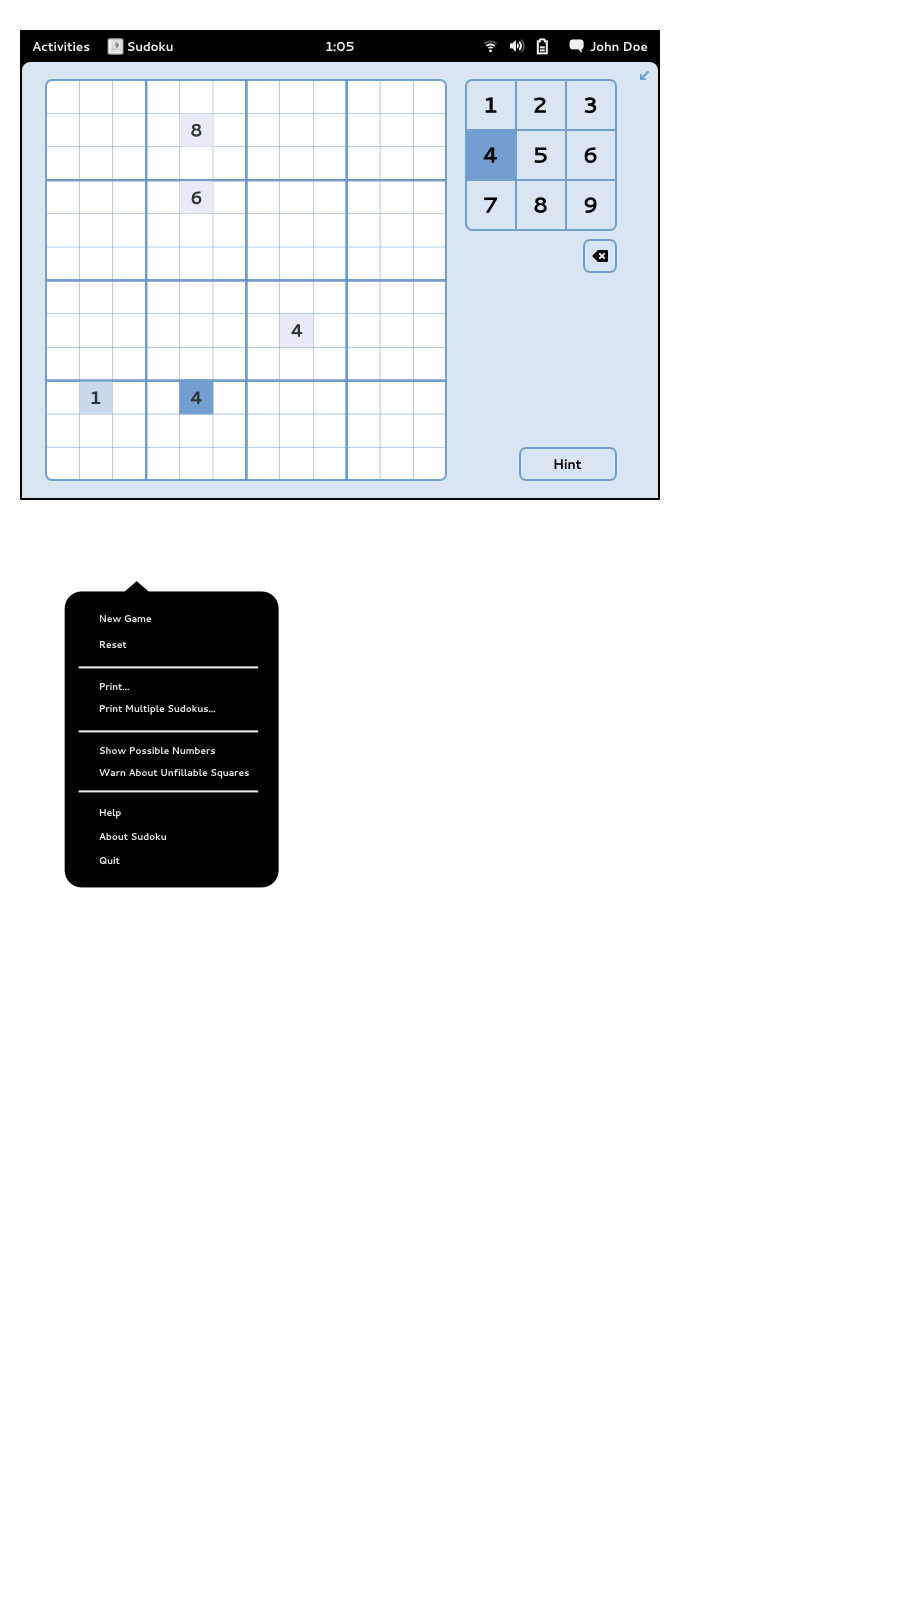 Activities Sudoku 1:05 John Doe
1 2 3
8
4 5 6
6
7 8 9
4
1 4
Hint
New Game
Reset
Print...
Print Multiple Sudokus...
Show Possible Numbers
Warn About Unfillable Squares
Help
About Sudoku
Quit